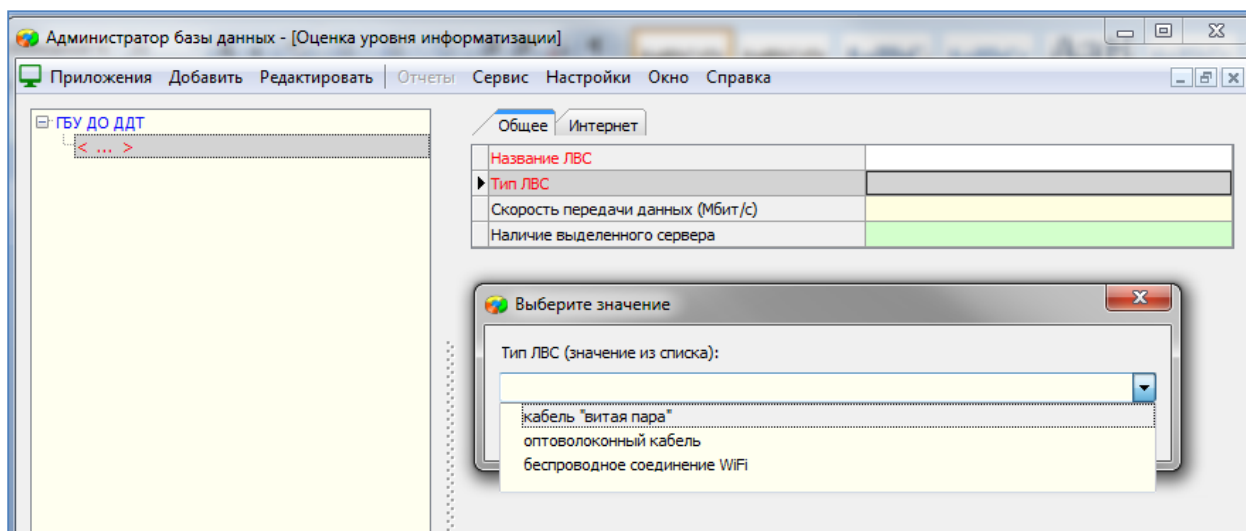 Администратор базы данных - [Оценка уровня информатизации]
Приложения Добавить Редактировать Отчеты Сервис Настройки Окно Справка
ГБУ ДО ДДТ
< ... >
Общее Интернет
Название ЛВС
Тип ЛВС
Скорость передачи данных (Мбит/с)
Наличие выделенного сервера
Выберите значение
Тип ЛВС (значение из списка):
кабель "витая пара"
оптоволоконный кабель
беспроводное соединение WiFi